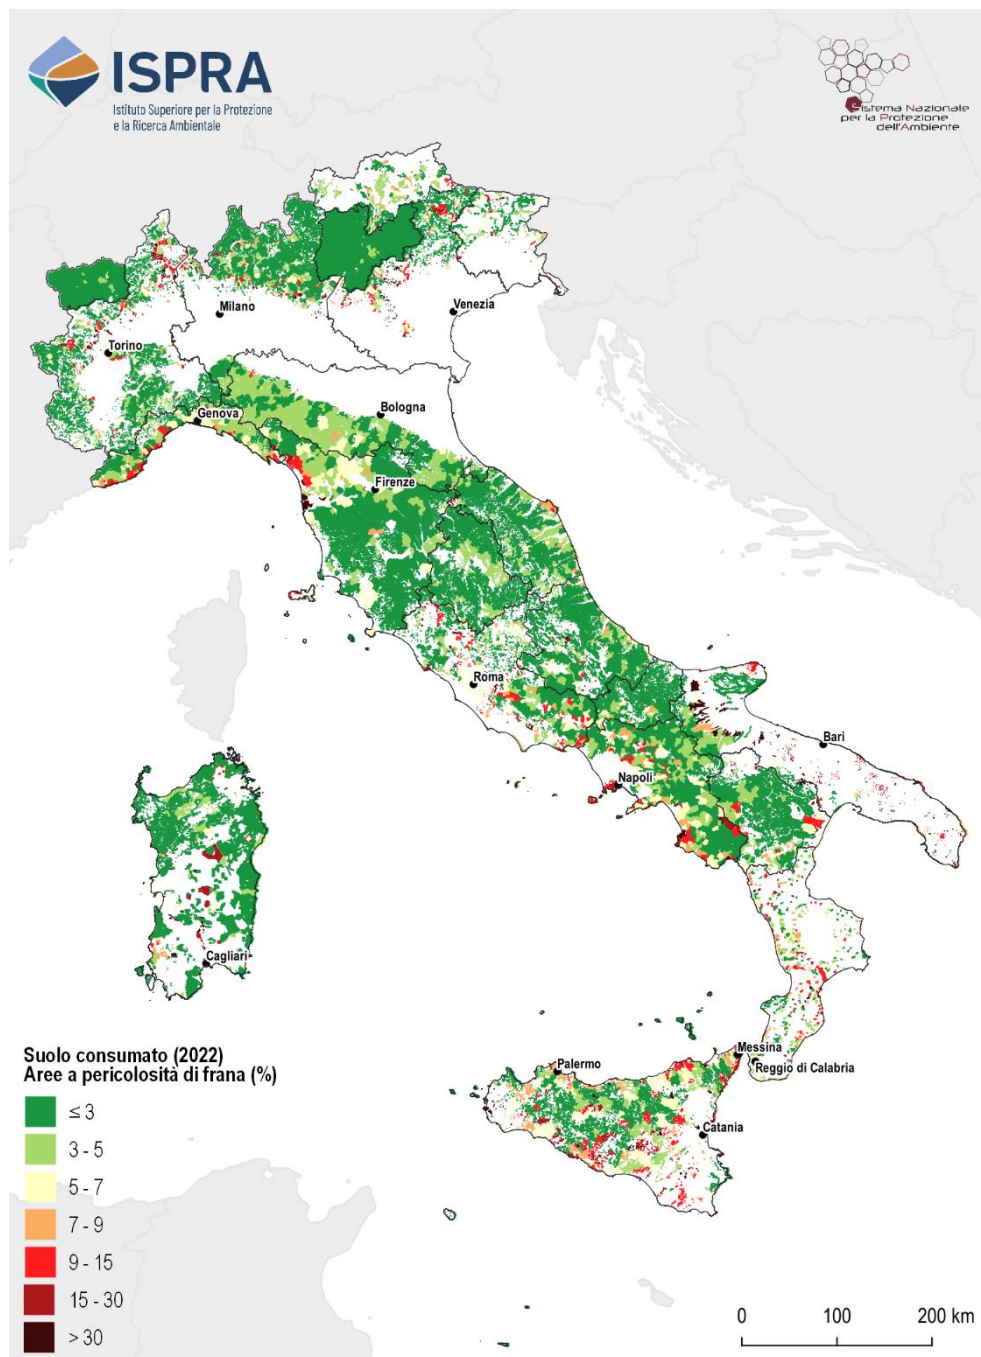 ISPRA
Istituto Superiore per la Protezione
e la Ricerca Ambientale
Sistema Nazionale
per la Protezione
dell'Ambiente
Milano
Venezia
Torino
Genova
Bologna
Firenze
Roma
Bari
Napoli
Cagliari
Messina
Palermo
Reggio di Calabria
Catania
Suolo consumato (2022)
Aree a pericolosità di frana (%)
≤ 3
3 - 5
5 - 7
7 - 9
9 - 15
15 - 30
> 30
0 100 200 km